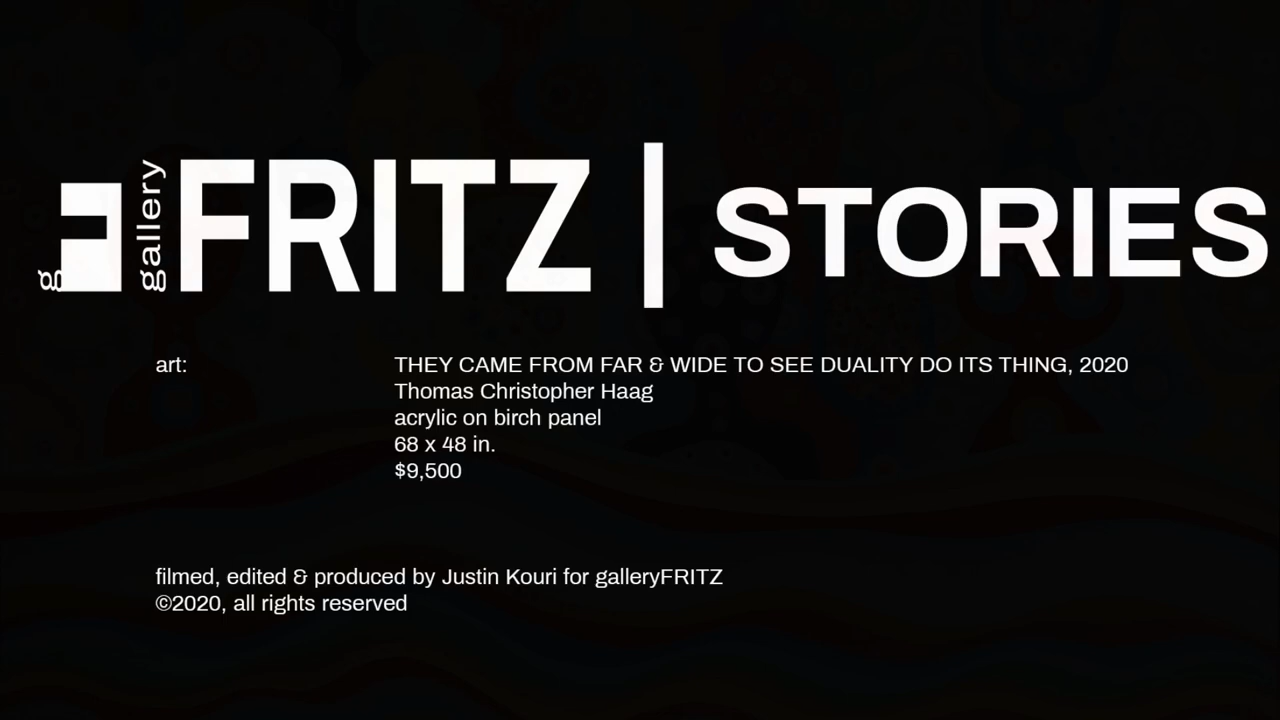 g gallery FRITZ | STORIES
art: THEY CAME FROM FAR & WIDE TO SEE DUALITY DO ITS THING, 2020
Thomas Christopher Haag
acrylic on birch panel
68 x 48 in.
$9,500
filmed, edited & produced by Justin Kouri for galleryFRITZ
©2020, all rights reserved